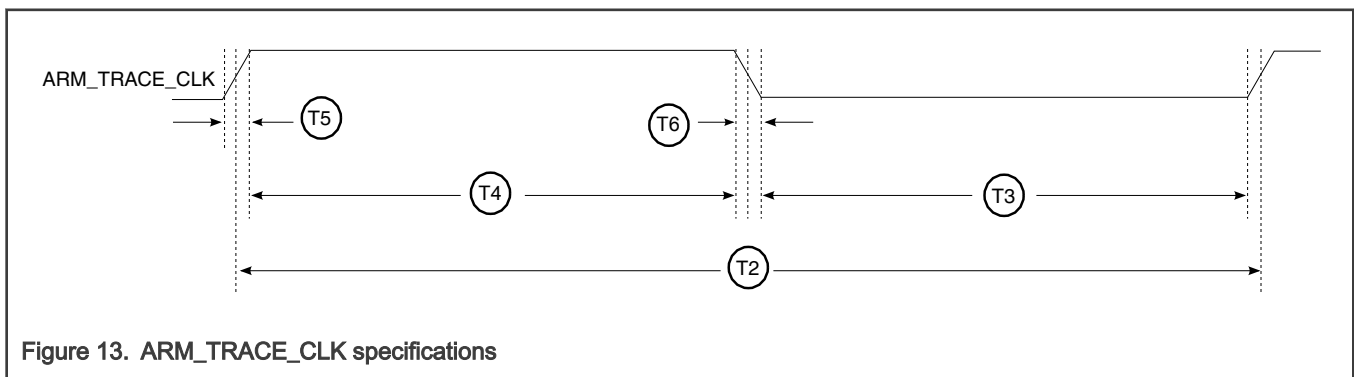 ARM_TRACE_CLK
T5
T6
T4
T3
T2
Figure 13. ARM_TRACE_CLK specifications